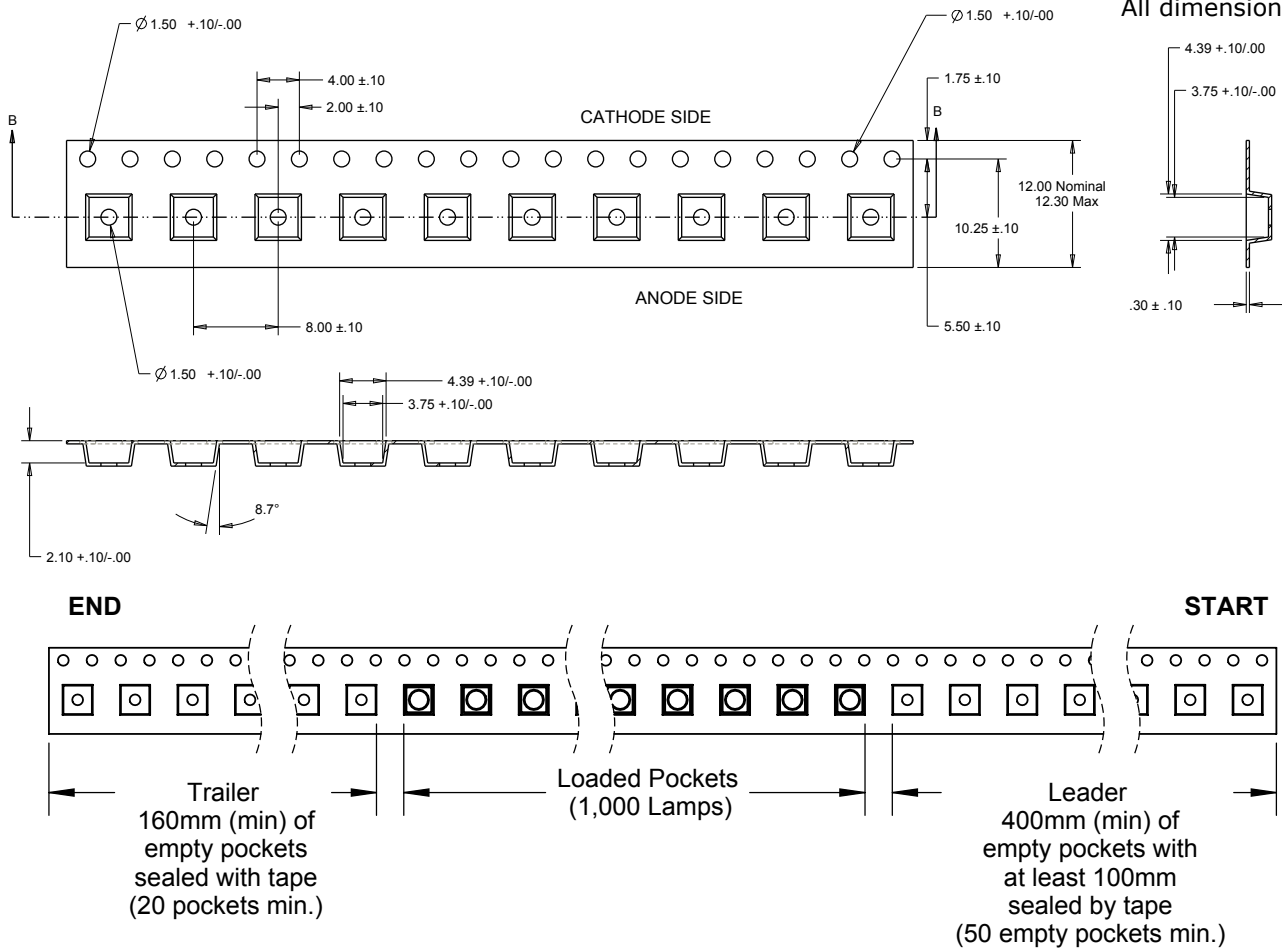 All dimension
Ø 1.50 +.10/-.00
Ø 1.50 +.10/-00
4.39 +.10/.00
4.00 ±.10
1.75 ±.10
3.75 +.10/-.00
2.00 ±.10
B
B
CATHODE SIDE
12.00 Nominal
12.30 Max
10.25 ±.10
ANODE SIDE
.30 ± .10
8.00 ±.10
5.50 ±.10
Ø 1.50 +.10/-.00
4.39 +.10/-.00
3.75 +.10/-.00
8.7°
2.10 +.10/-.00
END
START
Trailer
160mm (min) of
empty pockets
sealed with tape
(20 pockets min.)
Loaded Pockets
(1,000 Lamps)
Leader
400mm (min) of
empty pockets with
at least 100mm
sealed by tape
(50 empty pockets min.)